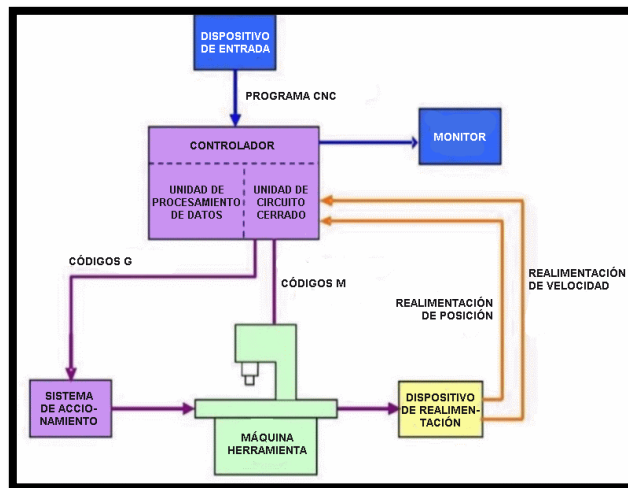 DISPOSITIVO
DE ENTRADA
PROGRAMA CNC
CONTROLADOR
MONITOR
UNIDAD DE
PROCESAMIENTO
DE DATOS
UNIDAD DE
CIRCUITO
CERRADO
CÓDIGOS G
CÓDIGOS M
REALIMENTACIÓN
DE VELOCIDAD
REALIMENTACIÓN
DE POSICIÓN
SISTEMA
DE ACCIO-
NAMIENTO
MÁQUINA
HERRAMIENTA
DISPOSITIVO
DE REALIMEN-
TACIÓN